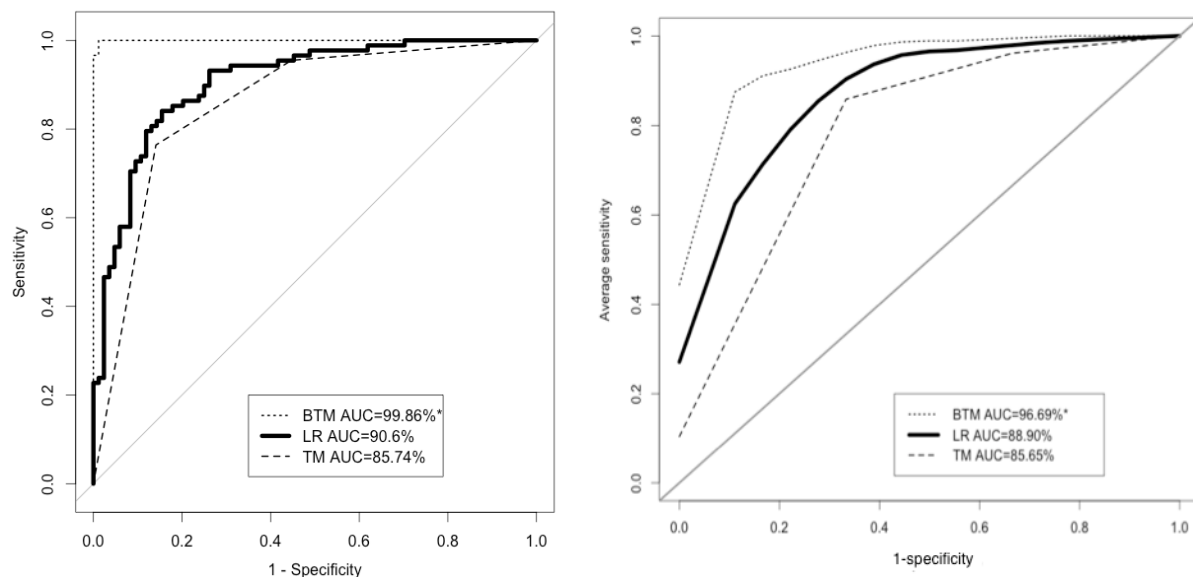 Sensitivity
1.0
0.8
0.6
0.4
0.2
0.0
BTM AUC=99.86%*
LR AUC=90.6%
TM AUC=85.74%
0.0 0.2 0.4 0.6 0.8 1.0
1 - Specificity
Average sensitivity
1.0
0.8
0.6
0.4
0.2
0.0
BTM AUC=96.69%*
LR AUC=88.90%
TM AUC=85.65%
0.0 0.2 0.4 0.6 0.8 1.0
1-specificity